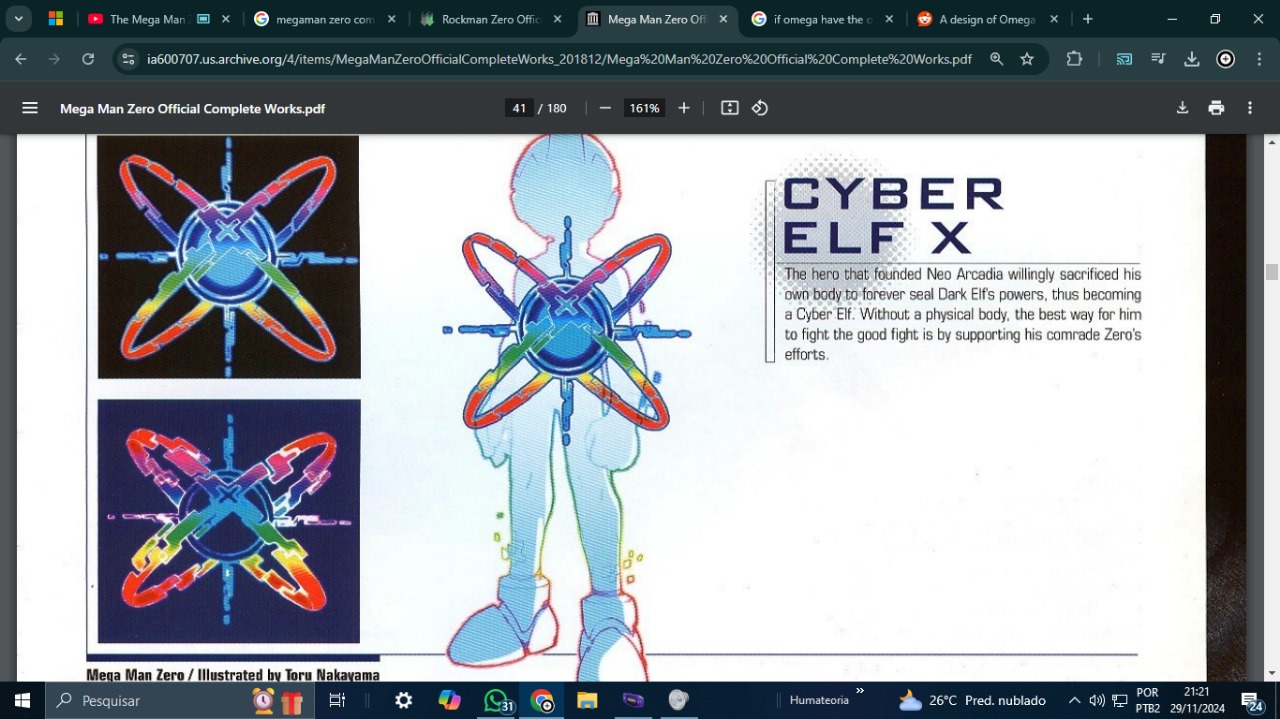 The Mega Man
megaman zero com
Rockman Zero Offic
Mega Man Zero Off
if omega have the o
A design of Omega
ia600707.us.archive.org/4/items/MegaManZeroOfficialCompleteWorks_201812/Mega%20Man%20Zero%20Official%20Complete%20Works.pdf
Mega Man Zero Official Complete Works.pdf
41 / 180
161%
CYBER
ELF X
The hero that founded Neo Arcadia willingly sacrificed his
own body to forever seal Dark Elf's powers, thus becoming
a Cyber Elf. Without a physical body, the best way for him
to fight the good fight is by supporting his comrade Zero's
efforts.
Mega Man Zero / Illustrated by Toru Nakayama
Pesquisar
31
Humateoria
26°C Pred. nublado
POR
PTB2
21:21
29/11/2024
24